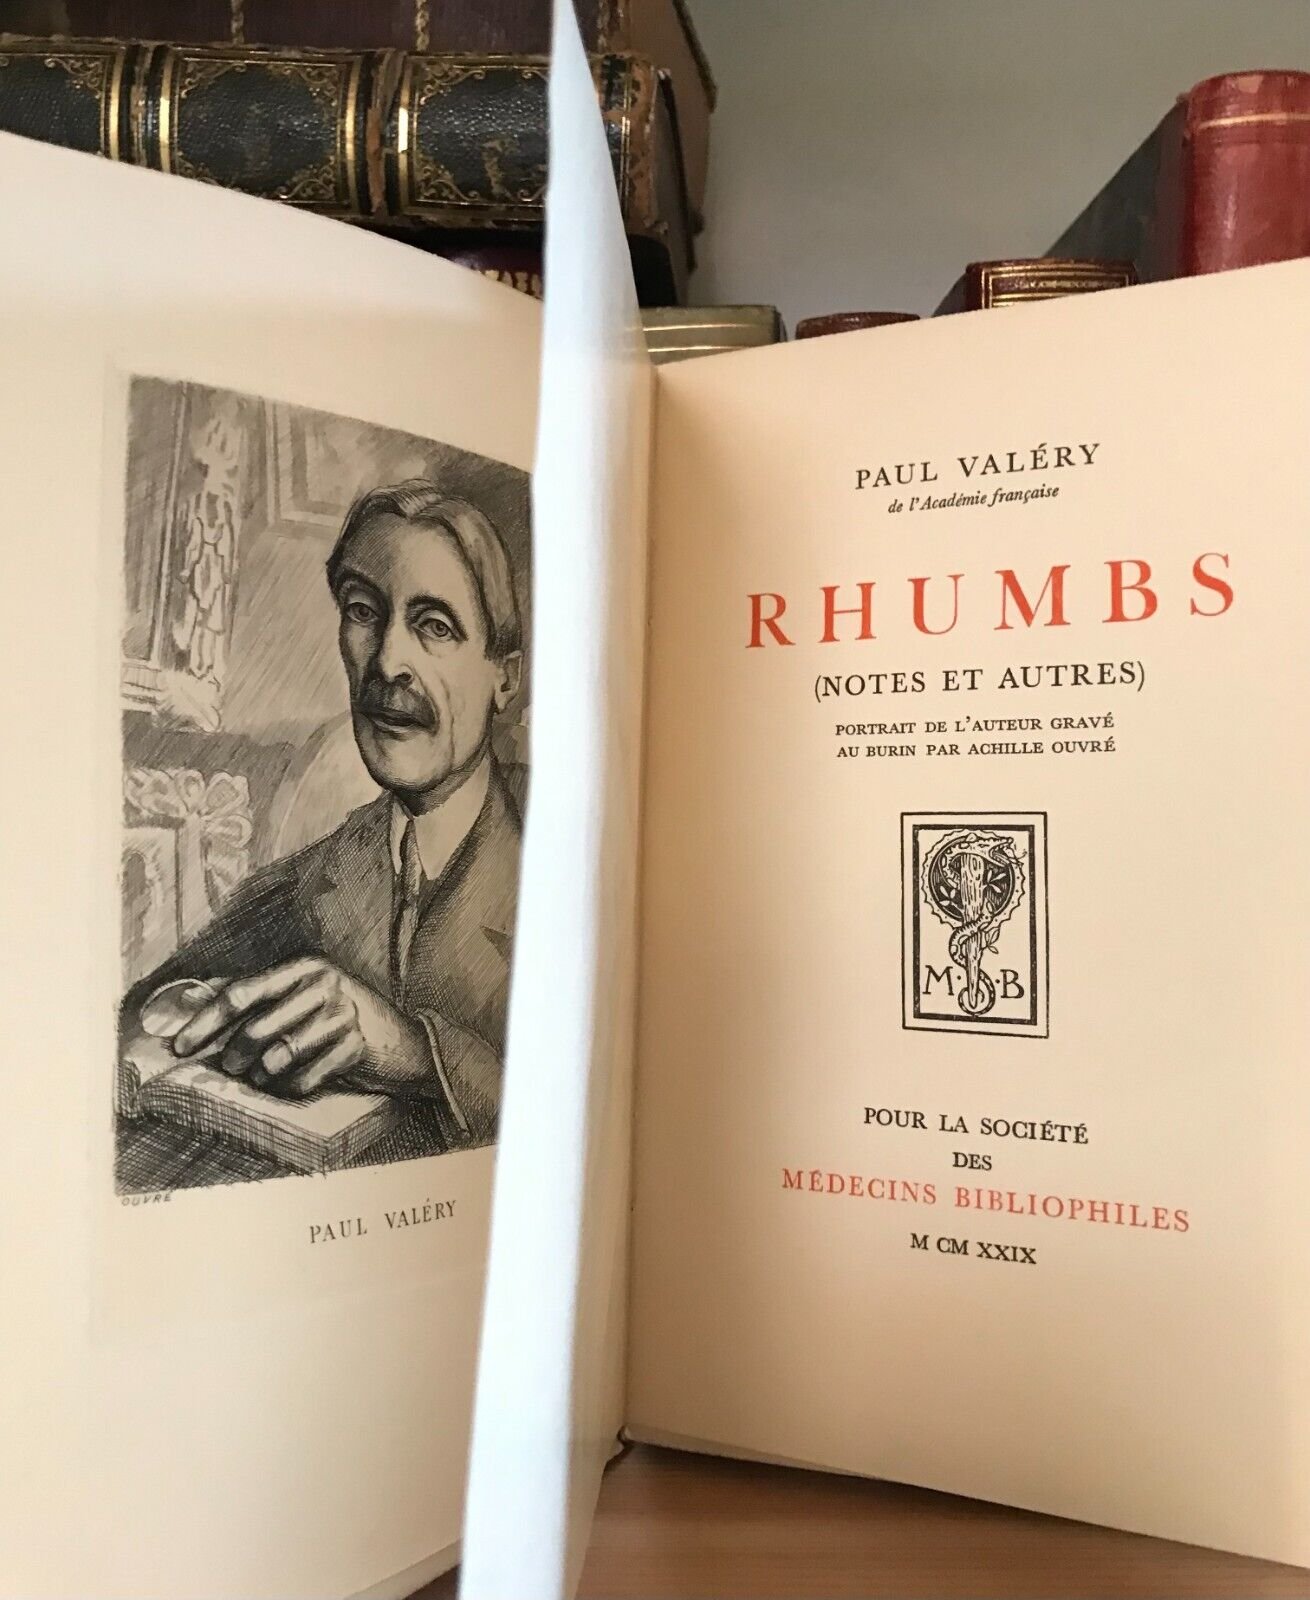 OUVRÉ
PAUL VALÉRY
PAUL VALÉRY
de l'Académie française
RHUMBS
(NOTES ET AUTRES)
PORTRAIT DE L'AUTEUR GRAVÉ
AU BURIN PAR ACHILLE OUVRÉ
M·B
POUR LA SOCIÉTÉ
DES
MÉDECINS BIBLIOPHILES
M CM XXIX